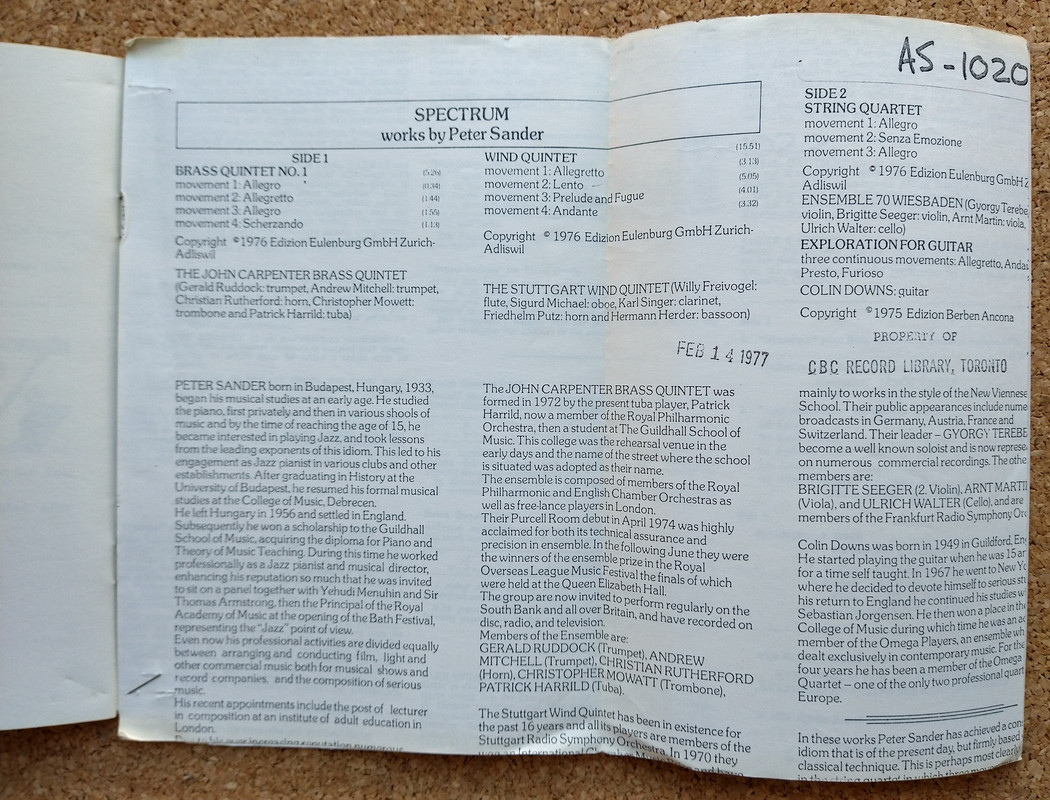 AS-1020
SPECTRUM
works by Peter Sander
SIDE 1
BRASS QUINTET NO. 1 (5:26)
movement 1: Allegro (0.34)
movement 2: Allegretto (1:44)
movement 3: Allegro (1.55)
movement 4: Scherzando (1.13)
Copyright ©1976 Edizion Eulenburg GmbH Zurich-
Adliswil
THE JOHN CARPENTER BRASS QUINTET
(Gerald Ruddock: trumpet, Andrew Mitchell: trumpet,
Christian Rutherford: horn, Christopher Mowett:
trombone and Patrick Harrild: tuba)
PETER SANDER born in Budapest, Hungary, 1933,
began his musical studies at an early age. He studied
the piano, first privately and then in various shools of
music and by the time of reaching the age of 15, he
became interested in playing Jazz, and took lessons
from the leading exponents of this idiom. This led to his
engagement as Jazz pianist in various clubs and other
establishments. After graduating in History at the
University of Budapest, he resumed his formal musical
studies at the College of Music, Debrecen.
He left Hungary in 1956 and settled in England.
Subsequently he won a scholarship to the Guildhall
School of Music, acquiring the diploma for Piano and
Theory of Music Teaching. During this time he worked
professionally as a Jazz pianist and musical director,
enhancing his reputation so much that he was invited
to sit on a panel together with Yehudi Menuhin and Sir
Thomas Armstrong, then the Principal of the Royal
Academy of Music at the opening of the Bath Festival,
representing the "Jazz" point of view.
Even now his professional activities are divided equally
between arranging and conducting film, light and
other commercial music both for musical shows and
record companies, and the composition of serious
music.
His recent appointments include the post of lecturer
in composition at an institute of adult education in
London.
WIND QUINTET (15.51)
movement 1: Allegretto (3.13)
movement 2: Lento (5.05)
movement 3: Prelude and Fugue (4.01)
movement 4: Andante (3.32)
Copyright ©1976 Edizion Eulenburg GmbH Zurich-
Adliswil
THE STUTTGART WIND QUINTET (Willy Freivogel:
flute, Sigurd Michael: oboe, Karl Singer: clarinet,
Friedhelm Putz: horn and Hermann Herder: bassoon)
FEB 14 1977
The JOHN CARPENTER BRASS QUINTET was
formed in 1972 by the present tuba player, Patrick
Harrild, now a member of the Royal Philharmonic
Orchestra, then a student at The Guildhall School of
Music. This college was the rehearsal venue in the
early days and the name of the street where the school
is situated was adopted as their name.
The ensemble is composed of members of the Royal
Philharmonic and English Chamber Orchestras as
well as free-lance players in London.
Their Purcell Room debut in April 1974 was highly
acclaimed for both its technical assurance and
precision in ensemble. In the following June they were
the winners of the ensemble prize in the Royal
Overseas League Music Festival the finals of which
were held at the Queen Elizabeth Hall.
The group are now invited to perform regularly on the
South Bank and all over Britain, and have recorded on
disc, radio, and television.
Members of the Ensemble are:
GERALD RUDDOCK (Trumpet), ANDREW
MITCHELL (Trumpet), CHRISTIAN RUTHERFORD
(Horn), CHRISTOPHER MOWATT (Trombone),
PATRICK HARRILD (Tuba).
The Stuttgart Wind Quintet has been in existence for
the past 16 years and all its players are members of the
Stuttgart Radio Symphony Orchestra. In 1970 they
SIDE 2
STRING QUARTET
movement 1: Allegro
movement 2: Senza Emozione
movement 3: Allegro
Copyright ©1976 Edizion Eulenburg GmbH Z
Adliswil
ENSEMBLE 70 WIESBADEN (Gyorgy Terebe
violin, Brigitte Seeger: violin, Arnt Martin: viola,
Ulrich Walter: cello)
EXPLORATION FOR GUITAR
three continuous movements: Allegretto, Anda
Presto, Furioso
COLIN DOWNS: guitar
Copyright ©1975 Edizion Berben Ancona
PROPERTY OF
CBC RECORD LIBRARY, TORONTO
mainly to works in the style of the New Viennese
School. Their public appearances include nume
broadcasts in Germany, Austria, France and
Switzerland. Their leader – GYORGY TEREBE
become a well known soloist and is now represe
on numerous commercial recordings. The othe
members are:
BRIGITTE SEEGER (2. Violin), ARNT MARTI
(Viola), and ULRICH WALTER (Cello), and are
members of the Frankfurt Radio Symphony Orc
Colin Downs was born in 1949 in Guildford, En
He started playing the guitar when he was 15 an
for a time self taught. In 1967 he went to New Yo
where he decided to devote himself to serious st
his return to England he continued his studies w
Sebastian Jorgensen. He then won a place in the
College of Music during which time he was an ac
member of the Omega Players, an ensemble wh
dealt exclusively in contemporary music. For the
four years he has been a member of the Omega
Quartet – one of the only two professional quart
Europe.
In these works Peter Sander has achieved a con
idiom that is of the present day, but firmly based
classical technique. This is perhaps most clearly